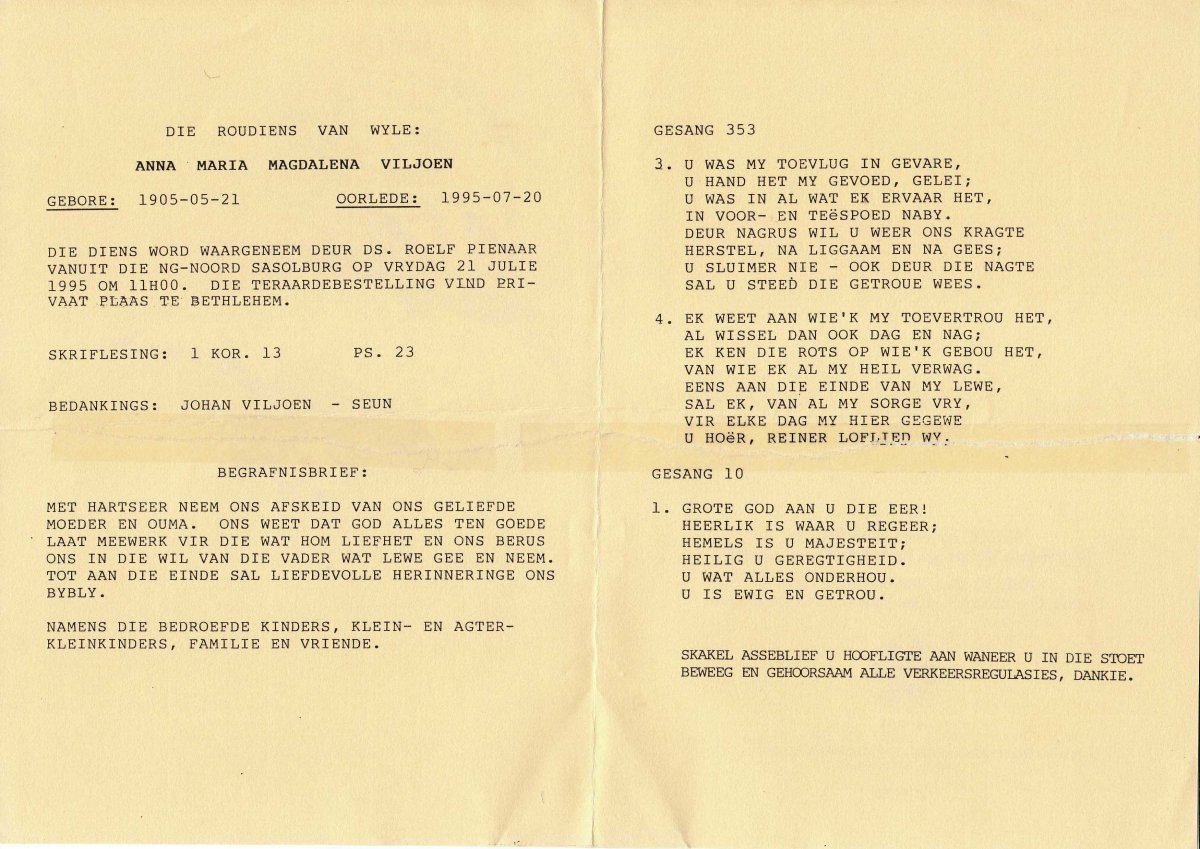 DIE ROUDIENS VAN WYLE:
ANNA MARIA MAGDALENA VILJOEN
GEBORE: 1905-05-21 OORLEDE: 1995-07-20
DIE DIENS WORD WAARGENEEM DEUR DS. ROELF PIENAAR
VANUIT DIE NG-NOORD SASOLBURG OP VRYDAG 21 JULIE
1995 OM 11H00. DIE TERAARDEBESTELLING VIND PRI-
VAAT PLAAS TE BETHLEHEM.
SKRIFLESING: 1 KOR. 13 PS. 23
BEDANKINGS: JOHAN VILJOEN - SEUN
BEGRAFNISBRIEF:
MET HARTSEER NEEM ONS AFSKEID VAN ONS GELIEFDE
MOEDER EN OUMA. ONS WEET DAT GOD ALLES TEN GOEDE
LAAT MEEWERK VIR DIE WAT HOM LIEFHET EN ONS BERUS
ONS IN DIE WIL VAN DIE VADER WAT LEWE GEE EN NEEM.
TOT AAN DIE EINDE SAL LIEFDEVOLLE HERINNERINGE ONS
BYBLY.
NAMENS DIE BEDROEFDE KINDERS, KLEIN- EN AGTER-
KLEINKINDERS, FAMILIE EN VRIENDE.
GESANG 353
3. U WAS MY TOEVLUG IN GEVARE,
U HAND HET MY GEVOED, GELEI;
U WAS IN AL WAT EK ERVAAR HET,
IN VOOR- EN TEëSPOED NABY.
DEUR NAGRUS WIL U WEER ONS KRAGTE
HERSTEL, NA LIGGAAM EN NA GEES;
U SLUIMER NIE - OOK DEUR DIE NAGTE
SAL U STEED DIE GETROUE WEES.
4. EK WEET AAN WIE'K MY TOEVERTROU HET,
AL WISSEL DAN OOK DAG EN NAG;
EK KEN DIE ROTS OP WIE'K GEBOU HET,
VAN WIE EK AL MY HEIL VERWAG.
EENS AAN DIE EINDE VAN MY LEWE,
SAL EK, VAN AL MY SORGE VRY,
VIR ELKE DAG MY HIER GEGEWE
U HOëR, REINER LOFLIED WY.
GESANG 10
1. GROTE GOD AAN U DIE EER!
HEERLIK IS WAAR U REGEER;
HEMELS IS U MAJESTEIT;
HEILIG U GEREGTIGHEID.
U WAT ALLES ONDERHOU.
U IS EWIG EN GETROU.
SKAKEL ASSEBLIEF U HOOFLIGTE AAN WANEER U IN DIE STOET
BEWEEG EN GEHOORSAAM ALLE VERKEERSREGULASIES, DANKIE.